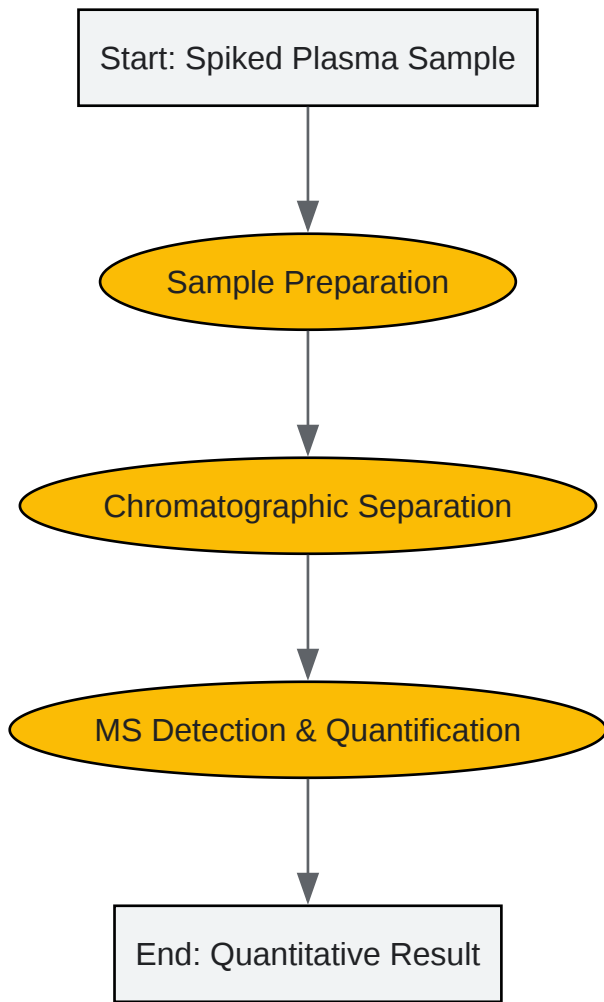 Start: Spiked Plasma Sample
Sample Preparation
Chromatographic Separation
MS Detection & Quantification
End: Quantitative Result